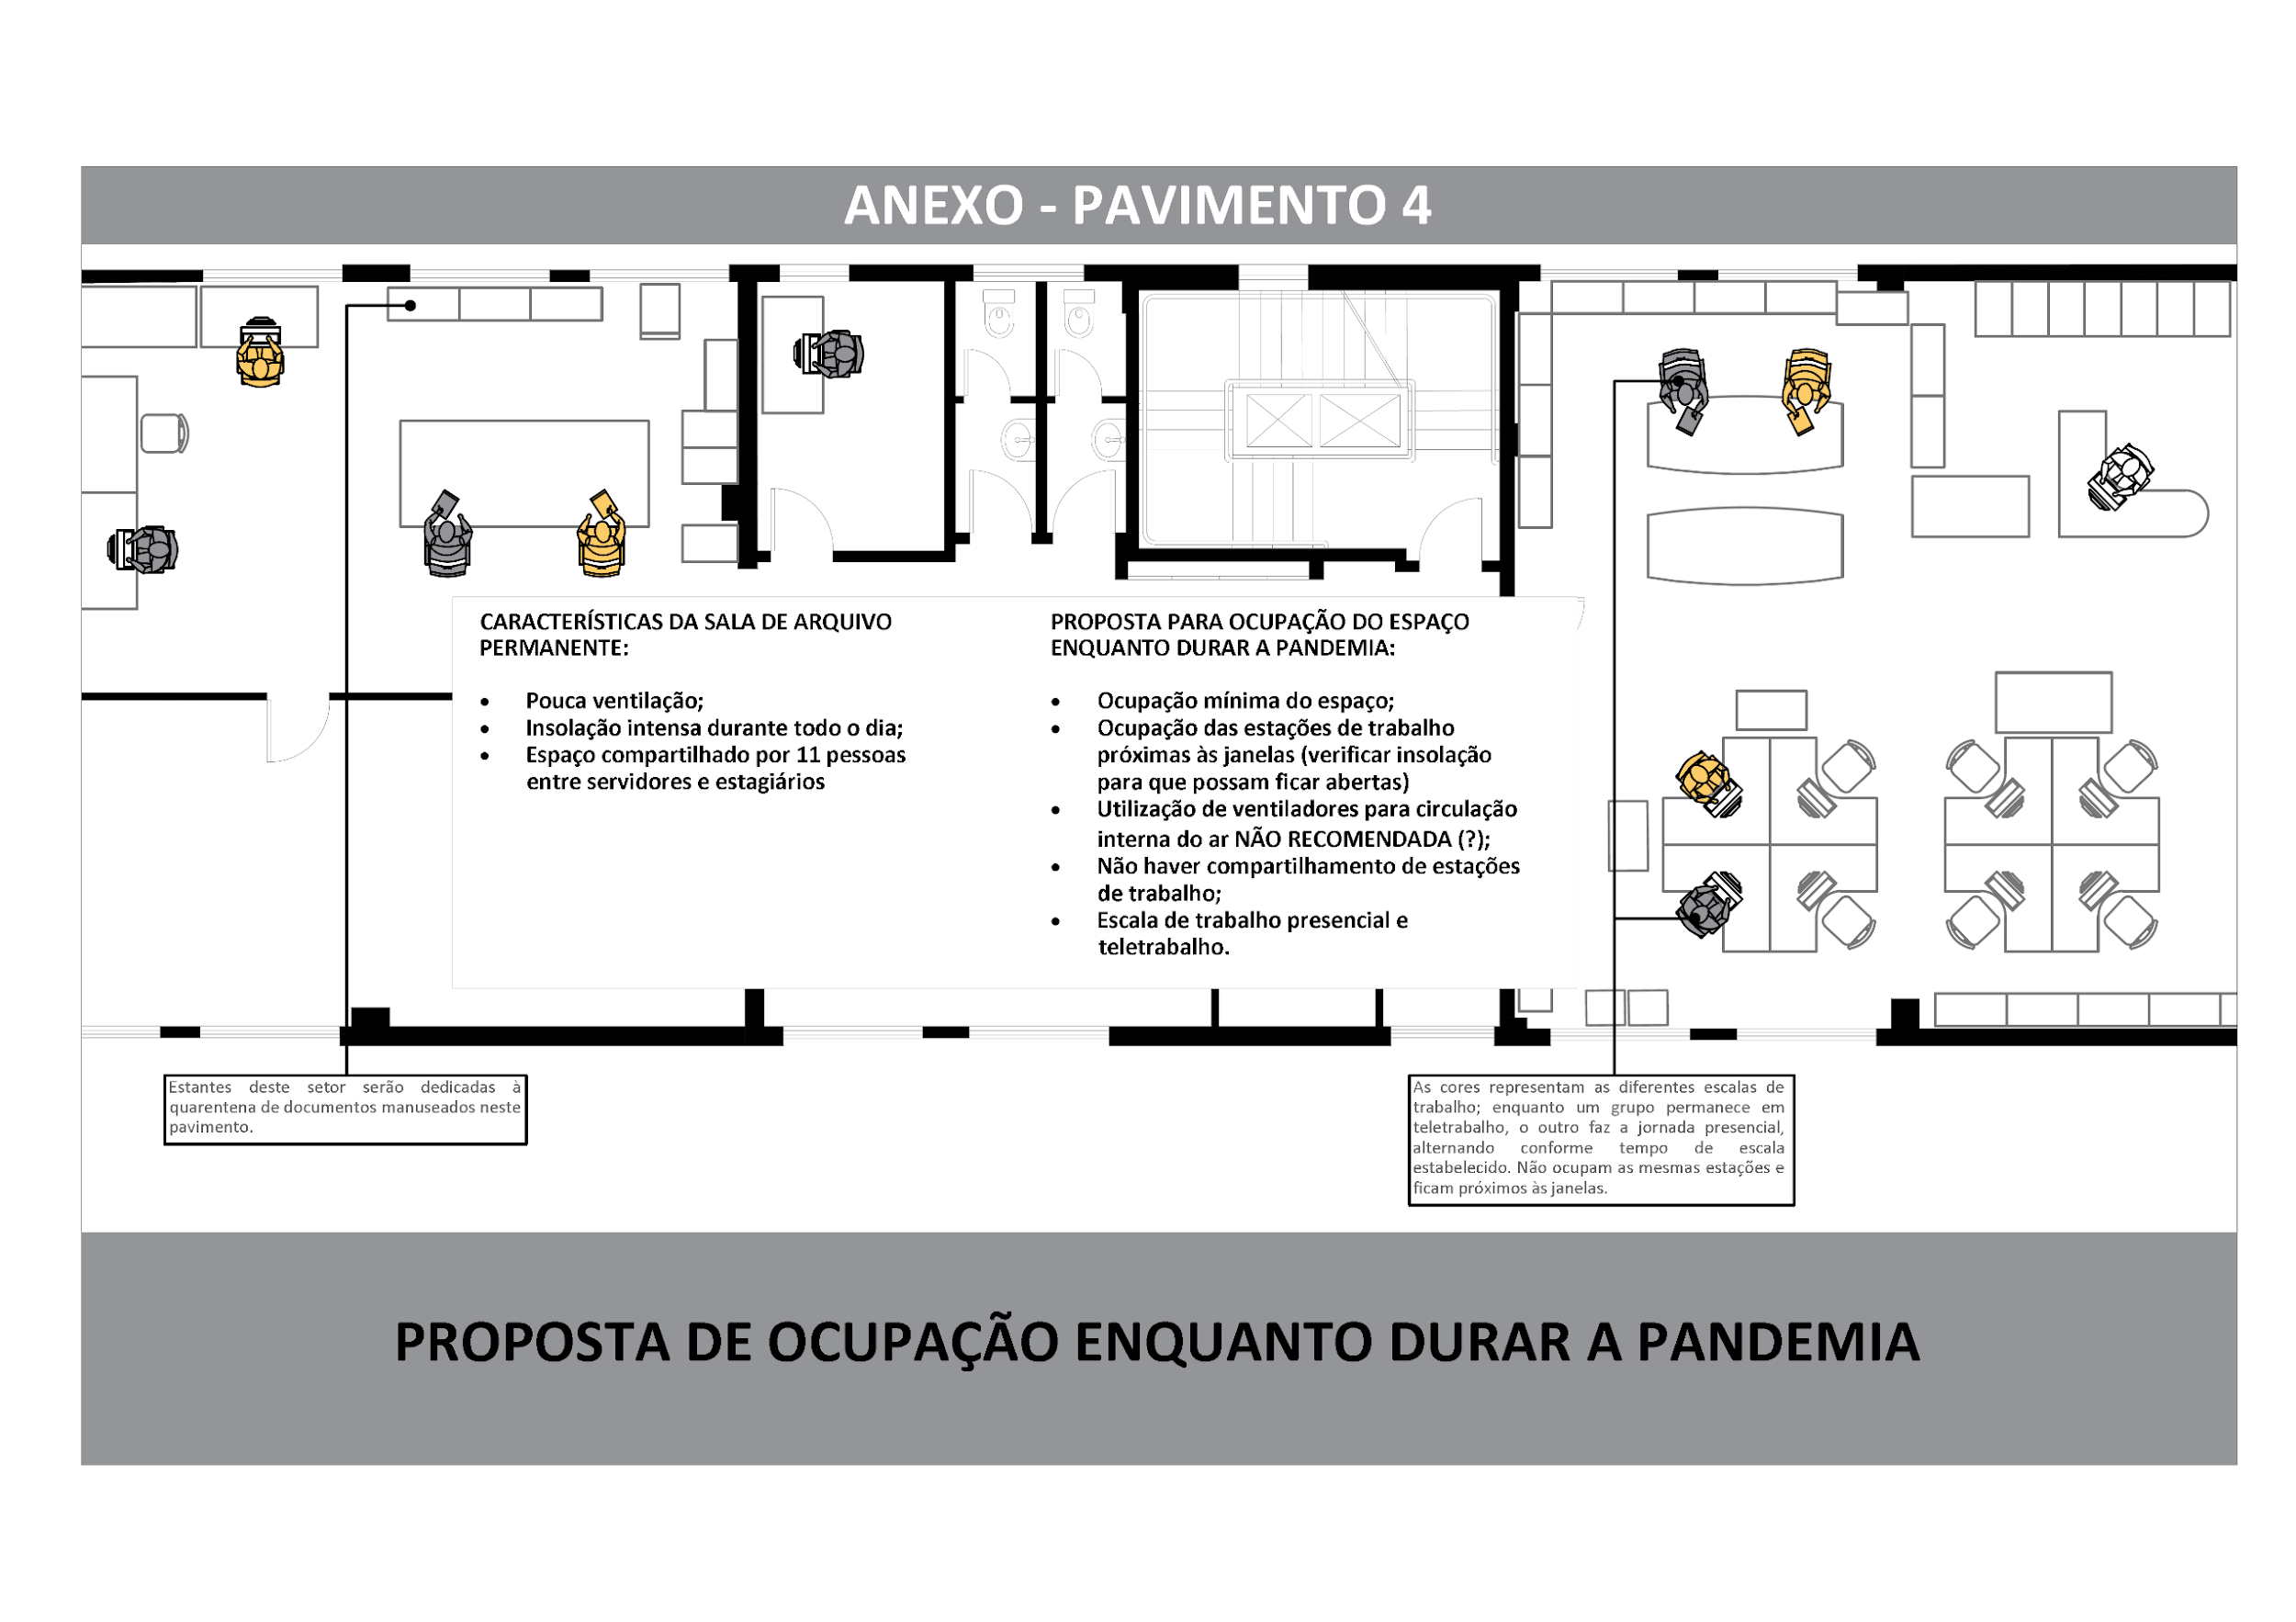 ANEXO - PAVIMENTO 4
CARACTERÍSTICAS DA SALA DE ARQUIVO
PERMANENTE:
• Pouca ventilação;
• Insolação intensa durante todo o dia;
• Espaço compartilhado por 11 pessoas
entre servidores e estagiários
PROPOSTA PARA OCUPAÇÃO DO ESPAÇO
ENQUANTO DURAR A PANDEMIA:
• Ocupação mínima do espaço;
• Ocupação das estações de trabalho
próximas às janelas (verificar insolação
para que possam ficar abertas)
• Utilização de ventiladores para circulação
interna do ar NÃO RECOMENDADA (?);
• Não haver compartilhamento de estações
de trabalho;
• Escala de trabalho presencial e
teletrabalho.
Estantes deste setor serão dedicadas à
quarentena de documentos manuseados neste
pavimento.
As cores representam as diferentes escalas de
trabalho; enquanto um grupo permanece em
teletrabalho, o outro faz a jornada presencial,
alternando conforme tempo de escala
estabelecido. Não ocupam as mesmas estações e
ficam próximos às janelas.
PROPOSTA DE OCUPAÇÃO ENQUANTO DURAR A PANDEMIA